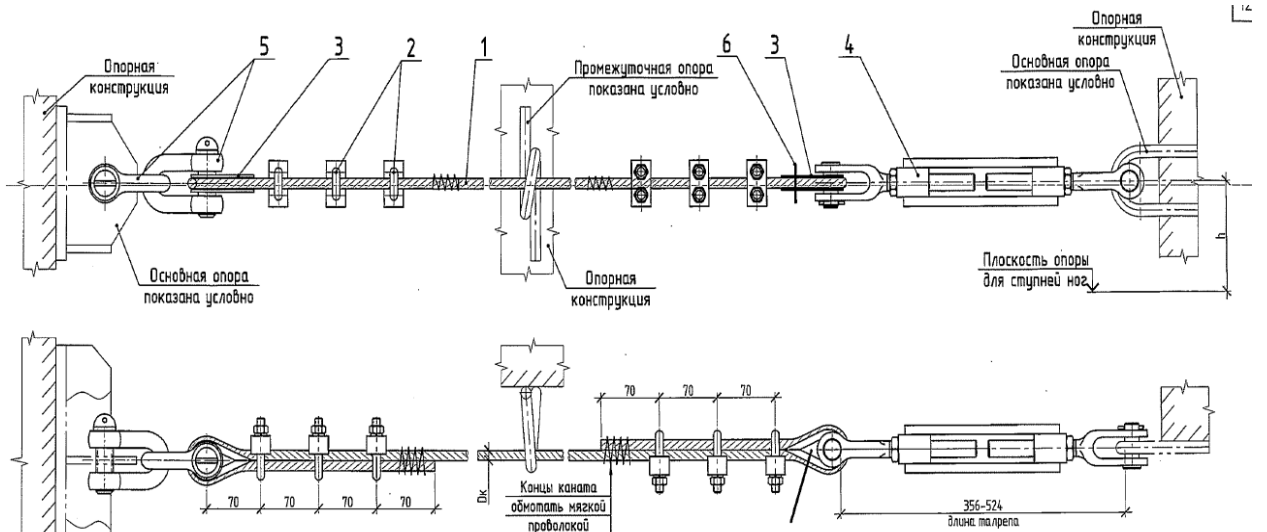 12
Опорная
конструкция
5
3
2
1
Промежуточная опора
показана условно
6
3
4
Опорная
конструкция
Основная опора
показана условно
Основная опора
показана условно
Опорная
конструкция
Плоскость опоры
для ступней ног
h
70
70
70
70
70
70
70
Dк
Концы каната
обмотать мягкой
проволокой
356-524
длина талрепа